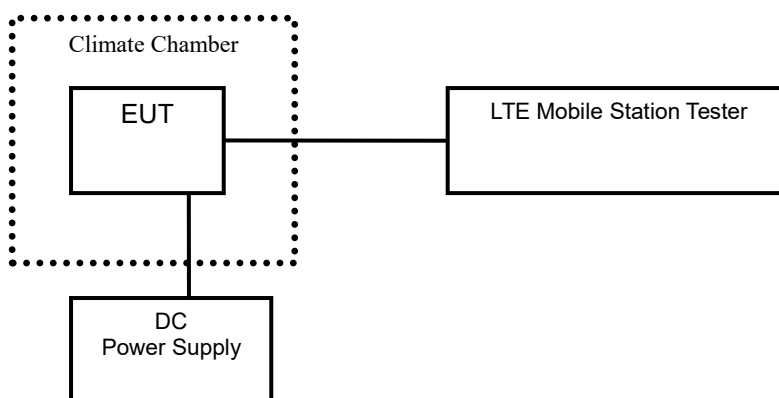 Climate Chamber
EUT
LTE Mobile Station Tester
DC
Power Supply